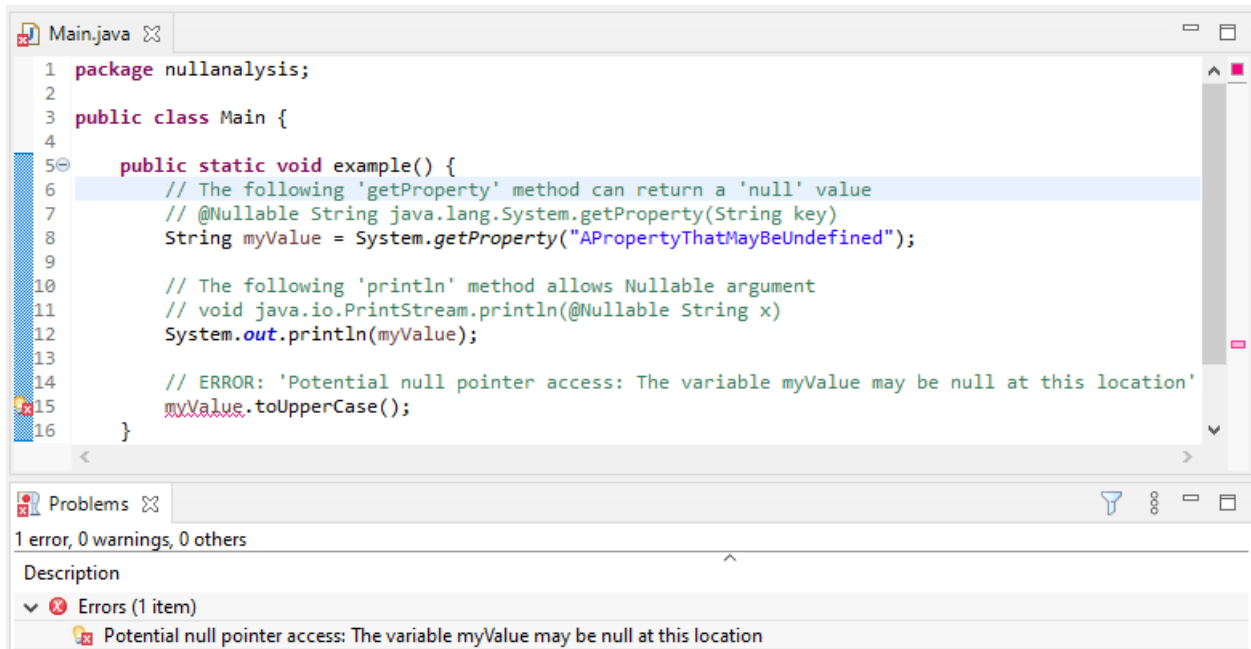 Main.java
1 package nullanalysis;
2
3 public class Main {
4
5 public static void example() {
6 // The following 'getProperty' method can return a 'null' value
7 // @Nullable String java.lang.System.getProperty(String key)
8 String myValue = System.getProperty("APropertyThatMayBeUndefined");
9
10 // The following 'println' method allows Nullable argument
11 // void java.io.PrintStream.println(@Nullable String x)
12 System.out.println(myValue);
13
14 // ERROR: 'Potential null pointer access: The variable myValue may be null at this location'
15 myValue.toUpperCase();
16 }
Problems
1 error, 0 warnings, 0 others
Description
Errors (1 item)
Potential null pointer access: The variable myValue may be null at this location